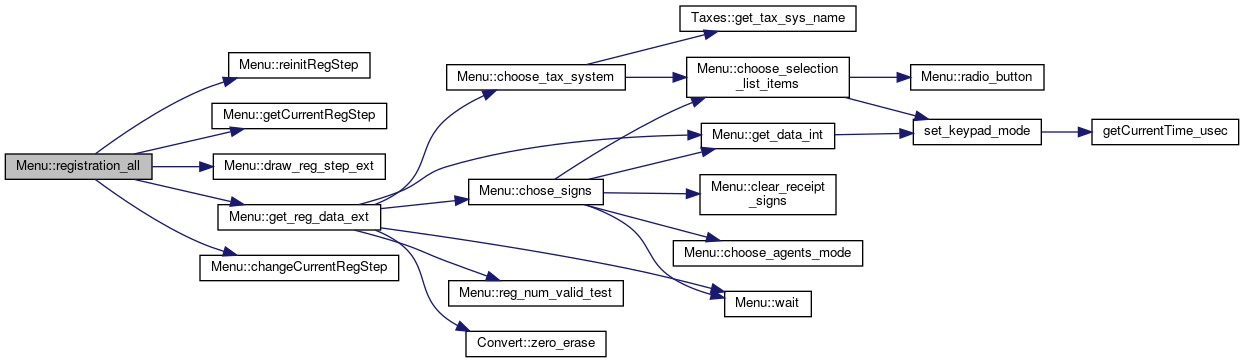 Menu::registration_all
Menu::reinitRegStep
Menu::getCurrentRegStep
Menu::draw_reg_step_ext
Menu::get_reg_data_ext
Menu::changeCurrentRegStep
Menu::choose_tax_system
Menu::chose_signs
Menu::reg_num_valid_test
Convert::zero_erase
Taxes::get_tax_sys_name
Menu::choose_selection
_list_items
Menu::get_data_int
Menu::clear_receipt
_signs
Menu::choose_agents_mode
Menu::wait
Menu::radio_button
set_keypad_mode
getCurrentTime_usec